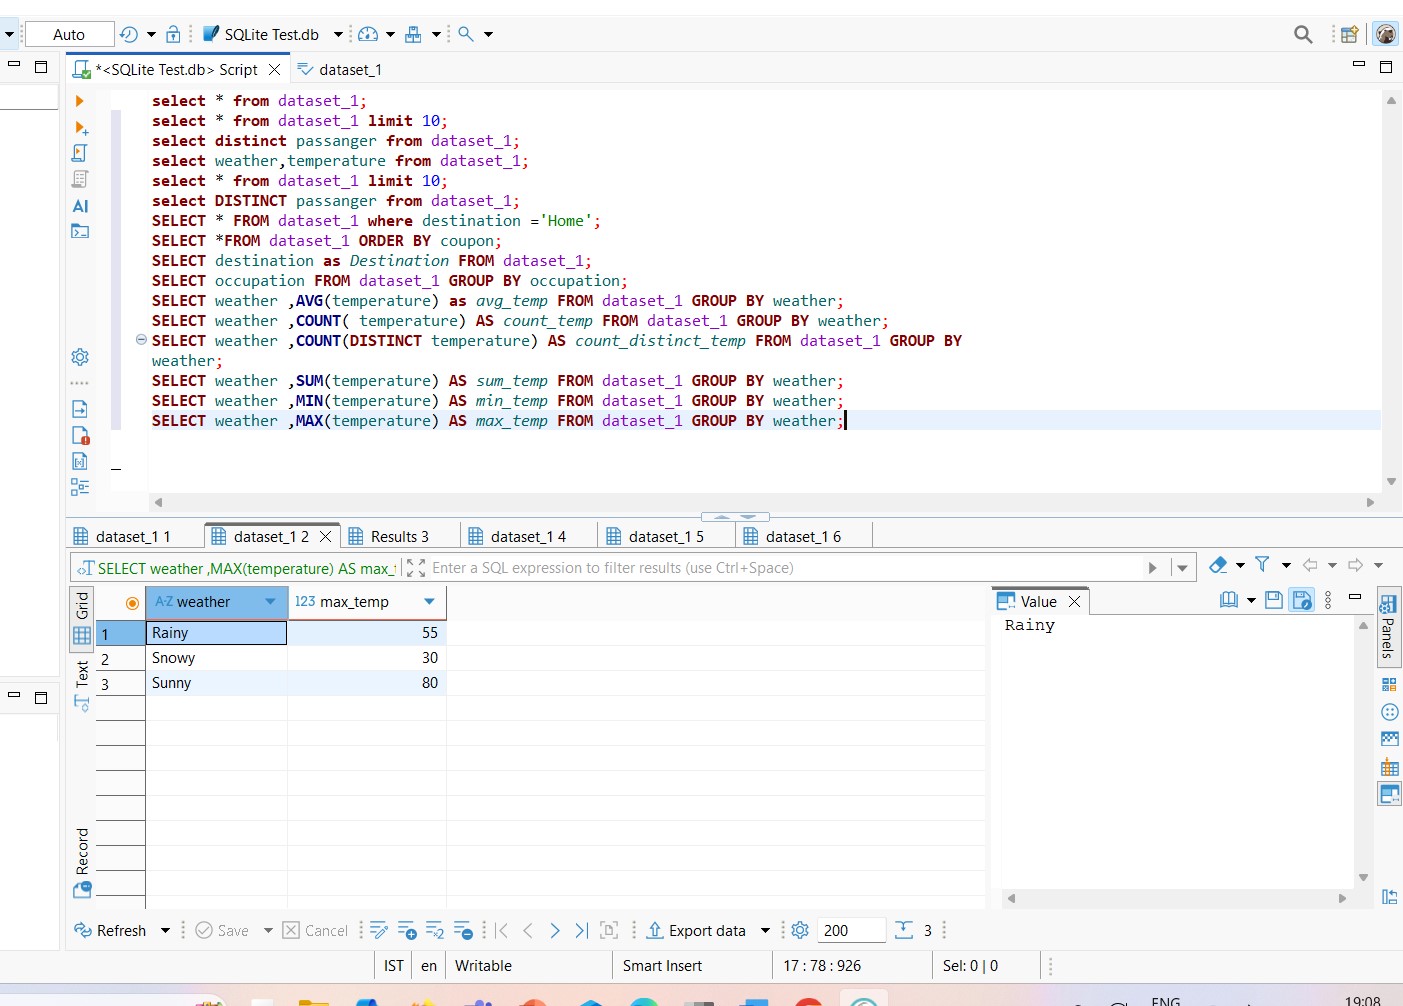 Auto
SQLite Test.db
*<SQLite Test.db> Script
dataset_1
select * from dataset_1;
select * from dataset_1 limit 10;
select distinct passanger from dataset_1;
select weather,temperature from dataset_1;
select * from dataset_1 limit 10;
select DISTINCT passanger from dataset_1;
SELECT * FROM dataset_1 where destination ='Home';
SELECT *FROM dataset_1 ORDER BY coupon;
SELECT destination as Destination FROM dataset_1;
SELECT occupation FROM dataset_1 GROUP BY occupation;
SELECT weather ,AVG(temperature) as avg_temp FROM dataset_1 GROUP BY weather;
SELECT weather ,COUNT( temperature) AS count_temp FROM dataset_1 GROUP BY weather;
SELECT weather ,COUNT(DISTINCT temperature) AS count_distinct_temp FROM dataset_1 GROUP BY
weather;
SELECT weather ,SUM(temperature) AS sum_temp FROM dataset_1 GROUP BY weather;
SELECT weather ,MIN(temperature) AS min_temp FROM dataset_1 GROUP BY weather;
SELECT weather ,MAX(temperature) AS max_temp FROM dataset_1 GROUP BY weather;
AI
dataset_1 1
dataset_1 2
Results 3
dataset_1 4
dataset_1 5
dataset_1 6
SELECT weather ,MAX(temperature) AS max_
Enter a SQL expression to filter results (use Ctrl+Space)
Grid
Text
Record
A-Z weather
123 max_temp
1 Rainy 55
2 Snowy 30
3 Sunny 80
Value
Rainy
Panels
Refresh
Save
Cancel
Export data
200
3
IST
en
Writable
Smart Insert
17 : 78 : 926
Sel: 0 | 0
ENG
19:08